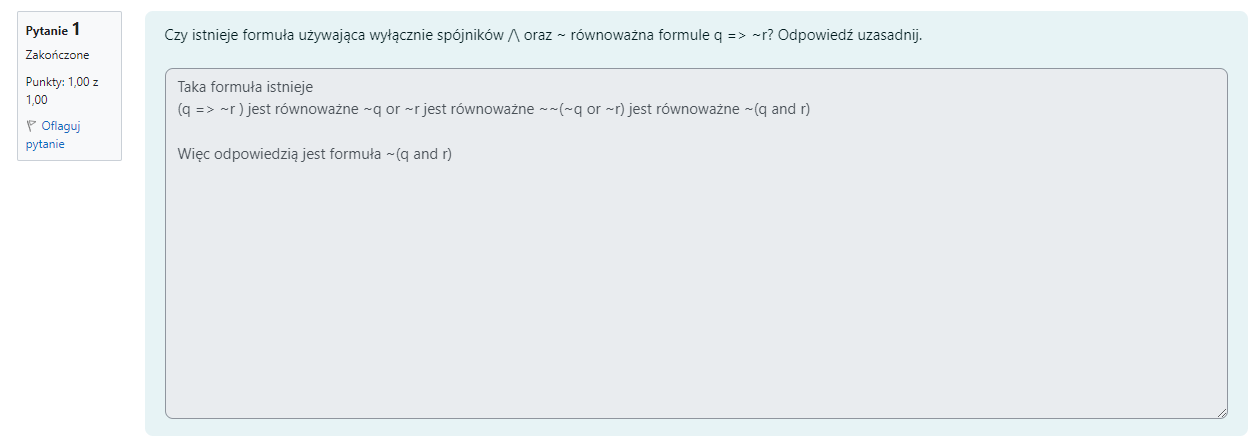 Pytanie 1
Zakończone
Punkty: 1,00 z
1,00
Oflaguj
pytanie
Czy istnieje formuła używająca wyłącznie spójników /\ oraz ~ równoważna formule q => ~r? Odpowiedź uzasadnij.
Taka formuła istnieje
(q => ~r ) jest równoważne ~q or ~r jest równoważne ~~(~q or ~r) jest równoważne ~(q and r)
Więc odpowiedzią jest formuła ~(q and r)